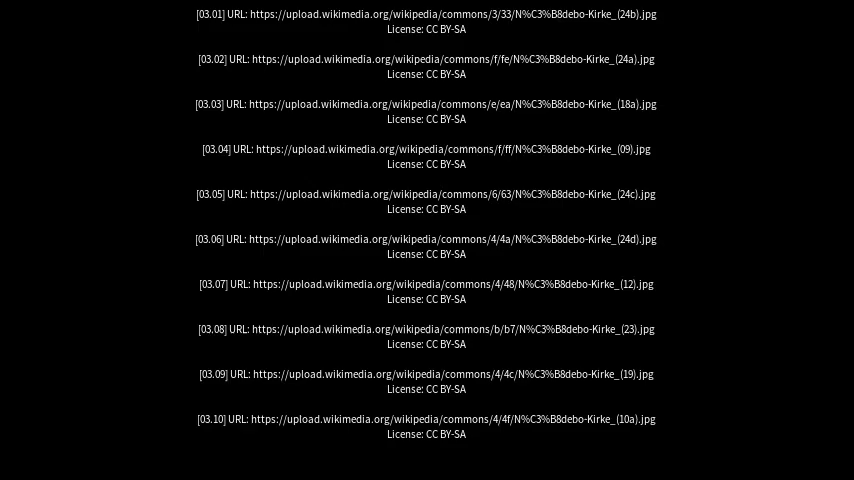 [03.01] URL: https://upload.wikimedia.org/wikipedia/commons/3/33/N%C3%B8debo-Kirke_(24b).jpg
License: CC BY-SA
[03.02] URL: https://upload.wikimedia.org/wikipedia/commons/f/fe/N%C3%B8debo-Kirke_(24a).jpg
License: CC BY-SA
[03.03] URL: https://upload.wikimedia.org/wikipedia/commons/e/ea/N%C3%B8debo-Kirke_(18a).jpg
License: CC BY-SA
[03.04] URL: https://upload.wikimedia.org/wikipedia/commons/f/ff/N%C3%B8debo-Kirke_(09).jpg
License: CC BY-SA
[03.05] URL: https://upload.wikimedia.org/wikipedia/commons/6/63/N%C3%B8debo-Kirke_(24c).jpg
License: CC BY-SA
[03.06] URL: https://upload.wikimedia.org/wikipedia/commons/4/4a/N%C3%B8debo-Kirke_(24d).jpg
License: CC BY-SA
[03.07] URL: https://upload.wikimedia.org/wikipedia/commons/4/48/N%C3%B8debo-Kirke_(12).jpg
License: CC BY-SA
[03.08] URL: https://upload.wikimedia.org/wikipedia/commons/b/b7/N%C3%B8debo-Kirke_(23).jpg
License: CC BY-SA
[03.09] URL: https://upload.wikimedia.org/wikipedia/commons/4/4c/N%C3%B8debo-Kirke_(19).jpg
License: CC BY-SA
[03.10] URL: https://upload.wikimedia.org/wikipedia/commons/4/4f/N%C3%B8debo-Kirke_(10a).jpg
License: CC BY-SA